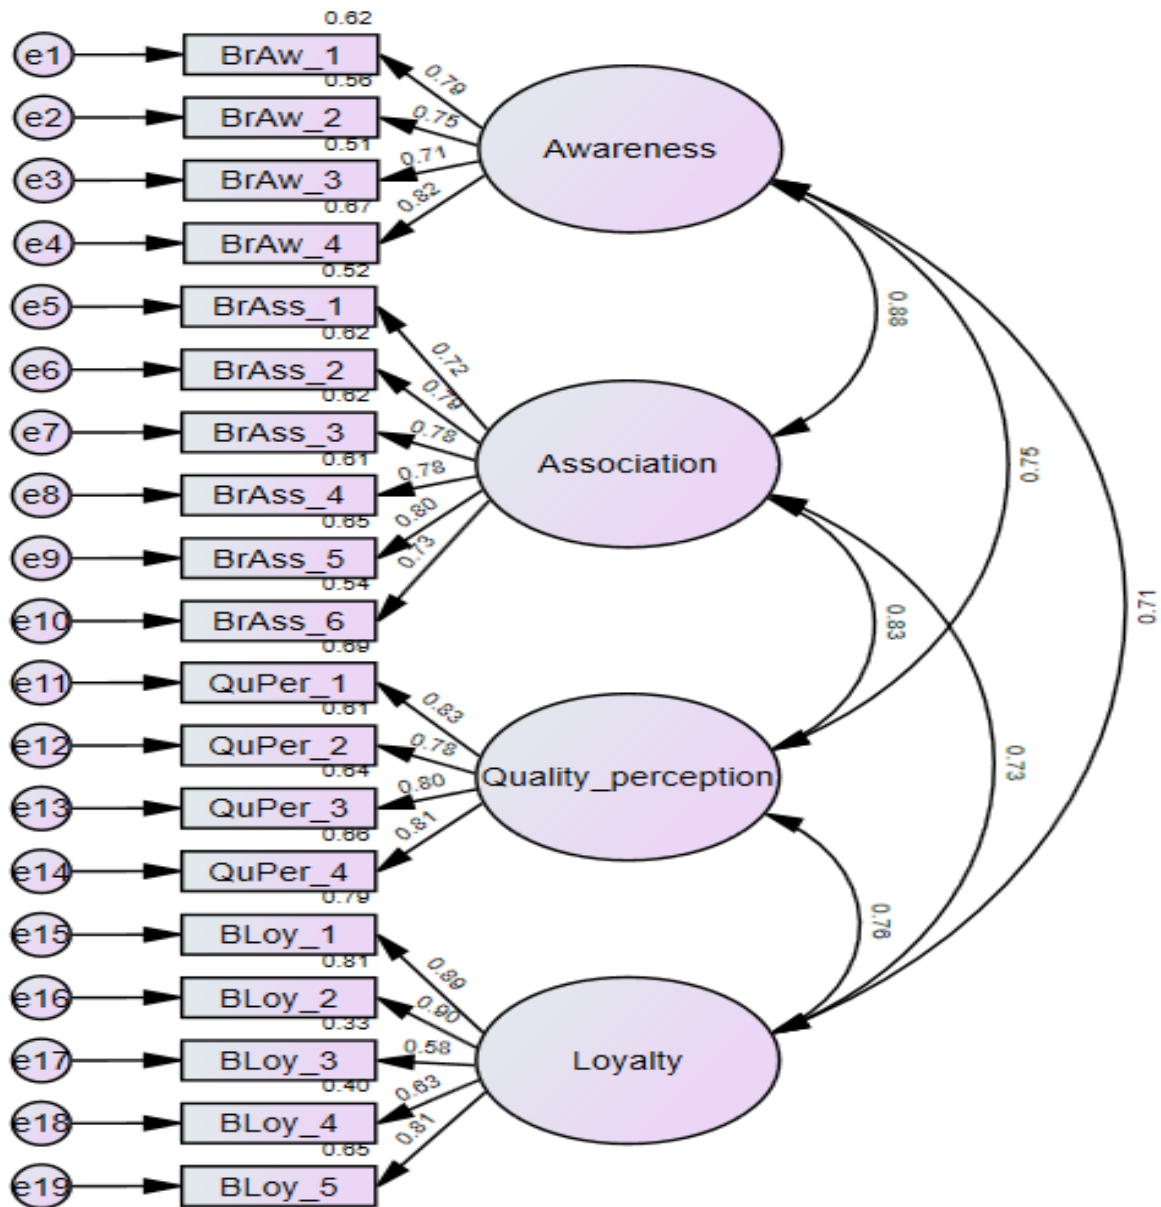 0.62
e1 BrAw_1 0.79
0.56
e2 BrAw_2 0.75 Awareness
0.51
e3 BrAw_3 0.71
0.67
e4 BrAw_4 0.82
0.52
e5 BrAss_1 0.72 0.88
0.62
e6 BrAss_2 0.79
0.62
e7 BrAss_3 0.78
0.61
e8 BrAss_4 0.78 Association 0.75
0.65
e9 BrAss_5 0.80
0.54
e10 BrAss_6 0.73 0.83 0.71
0.69
e11 QuPer_1 0.83
0.61
e12 QuPer_2 0.78 Quality_perception 0.73
0.64
e13 QuPer_3 0.80
0.66
e14 QuPer_4 0.81
0.79
e15 BLoy_1 0.89 0.76
0.81
e16 BLoy_2 0.90
0.33
e17 BLoy_3 0.58 Loyalty
0.40
e18 BLoy_4 0.63
0.65
e19 BLoy_5 0.81